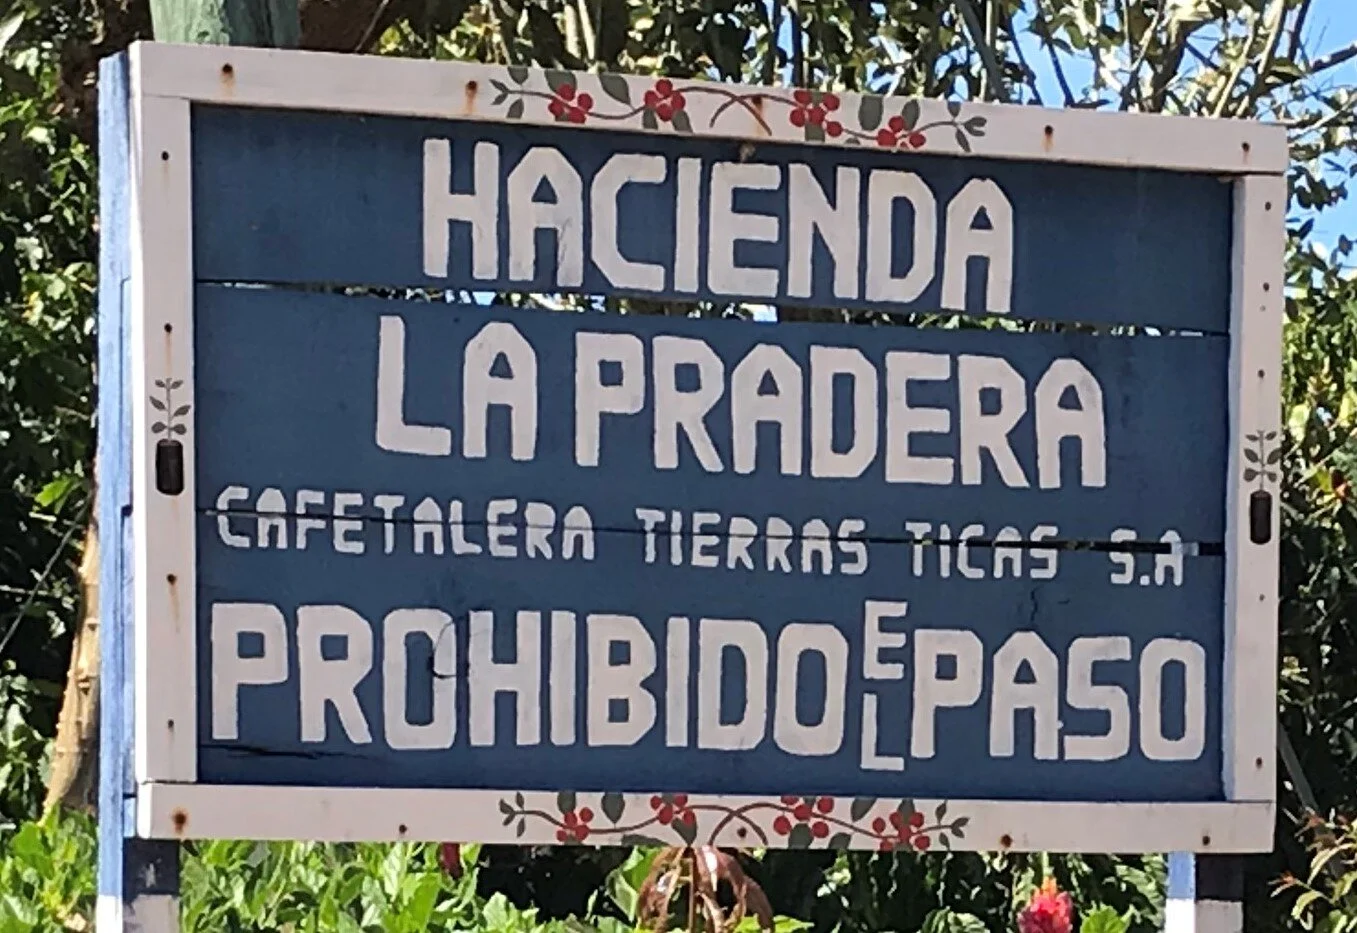 HACIENDA
LA PRADERA
CAFETALERA TIERRAS TICAS S.A
PROHIBIDO EL PASO